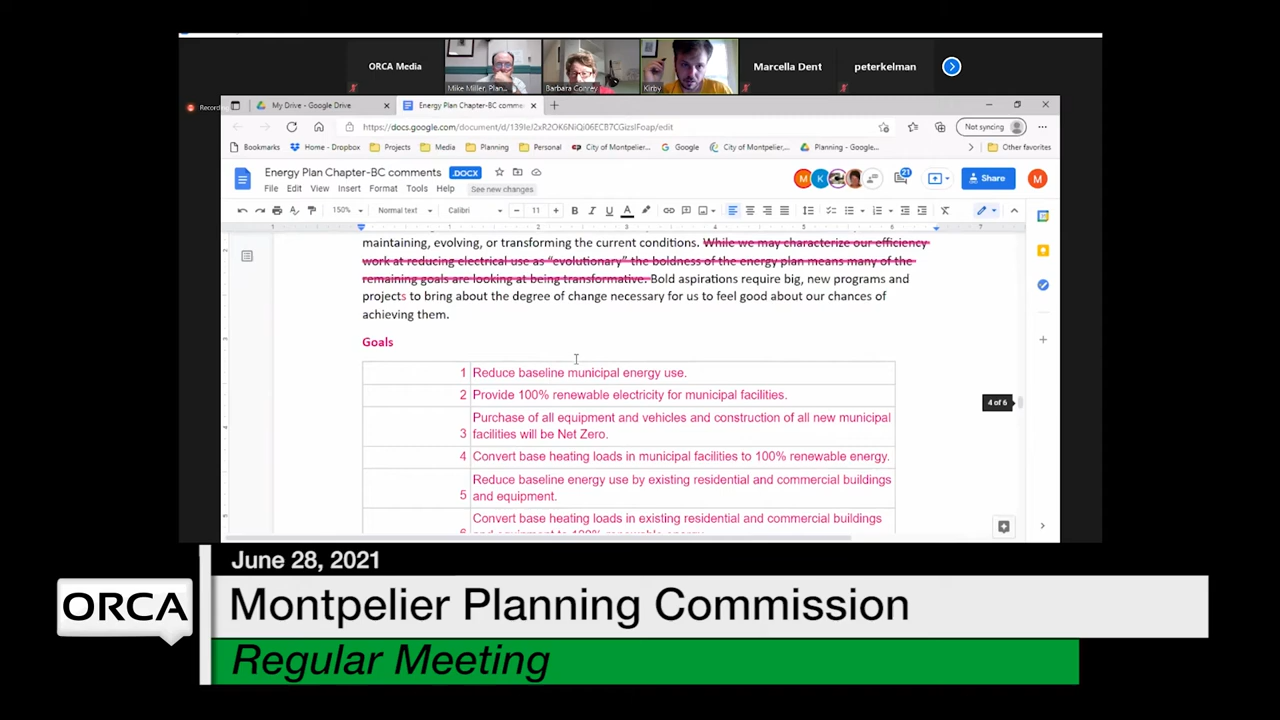 ORCA Media
Mike Miller, Plan...
Barbara Conrey
Kirby
Marcella Dent
peterkelman
Recording
My Drive - Google Drive
Energy Plan Chapter-BC comme
https://docs.google.com/document/d/139IeJ2xR2OK6NiQi06ECB7CGizsIFoap/edit
Not syncing
Bookmarks
Home - Dropbox
Projects
Media
Planning
Personal
City of Montpelier...
Google
City of Montpelier,...
Planning - Google...
Other favorites
Energy Plan Chapter-BC comments
.DOCX
21
Share
M
K
M
M
File Edit View Insert Format Tools Help
See new changes
150%
Normal text
Calibri
11
maintaining, evolving, or transforming the current conditions. While we may characterize our efficiency
work at reducing electrical use as “evolutionary” the boldness of the energy plan means many of the
remaining goals are looking at being transformative. Bold aspirations require big, new programs and
projects to bring about the degree of change necessary for us to feel good about our chances of
achieving them.
Goals
1 Reduce baseline municipal energy use.
2 Provide 100% renewable electricity for municipal facilities.
Purchase of all equipment and vehicles and construction of all new municipal
3 facilities will be Net Zero.
4 Convert base heating loads in municipal facilities to 100% renewable energy.
Reduce baseline energy use by existing residential and commercial buildings
5 and equipment.
Convert base heating loads in existing residential and commercial buildings
6 and equipment to 100% renewable energy.
4 of 6
June 28, 2021
ORCA
Montpelier Planning Commission
Regular Meeting